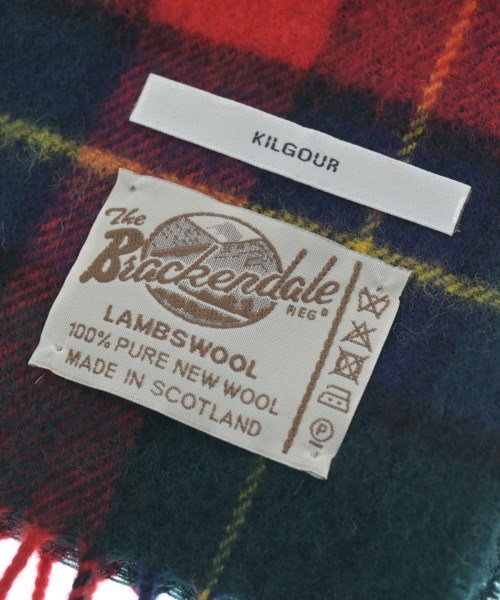 KILGOUR
The
Brackendale
REG®
LAMBSWOOL
100% PURE NEW WOOL
MADE IN SCOTLAND
P